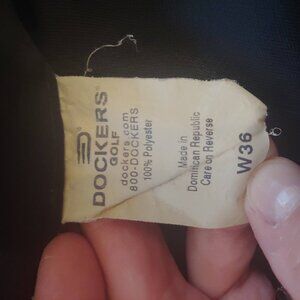 DOCKERS
GOLF
dockers.com
800-DOCKERS
100% Polyester
Made in
Dominican Republic
Care on Reverse
W36